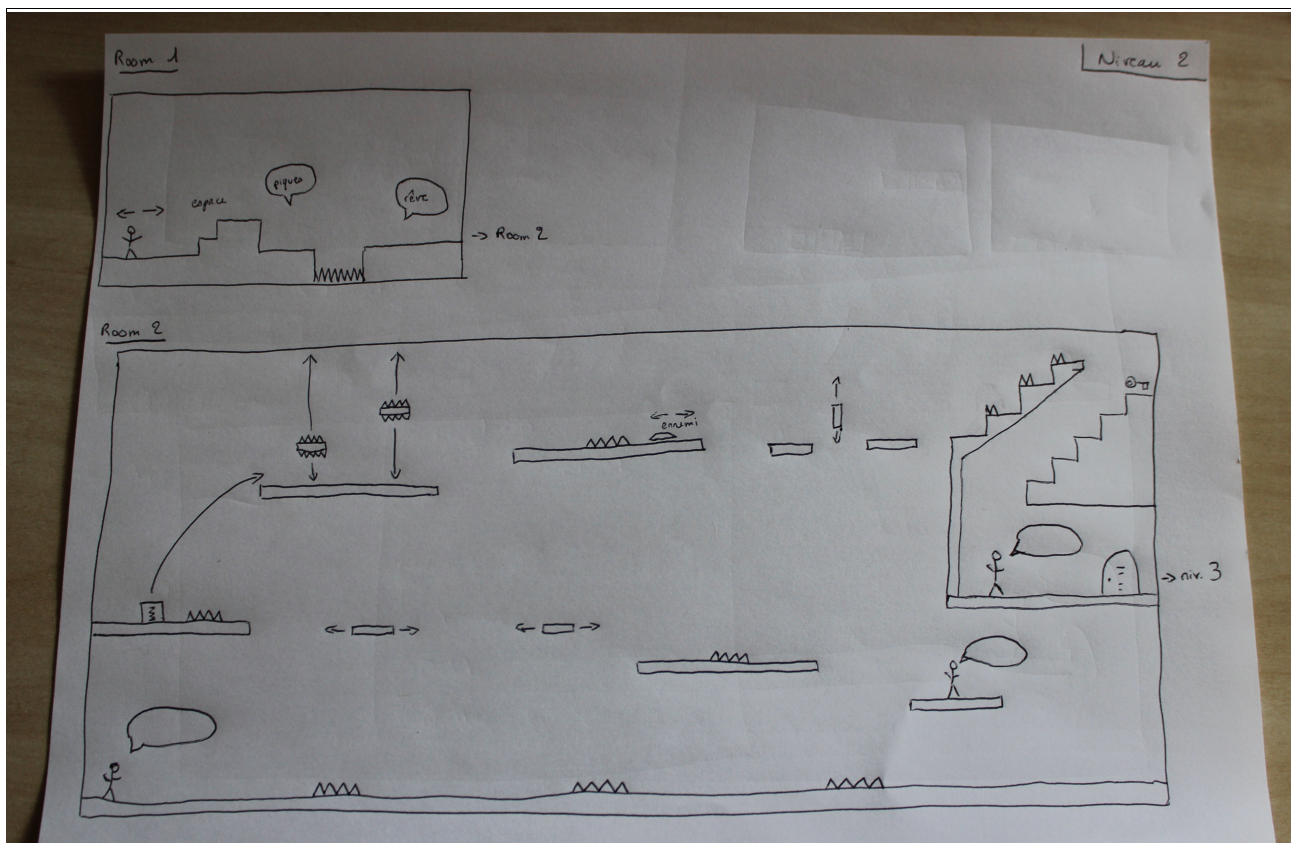 Room 1
Niveau 2
piques
espace
rêve
→ Room 2
Room 2
ennemi
→ niv. 3